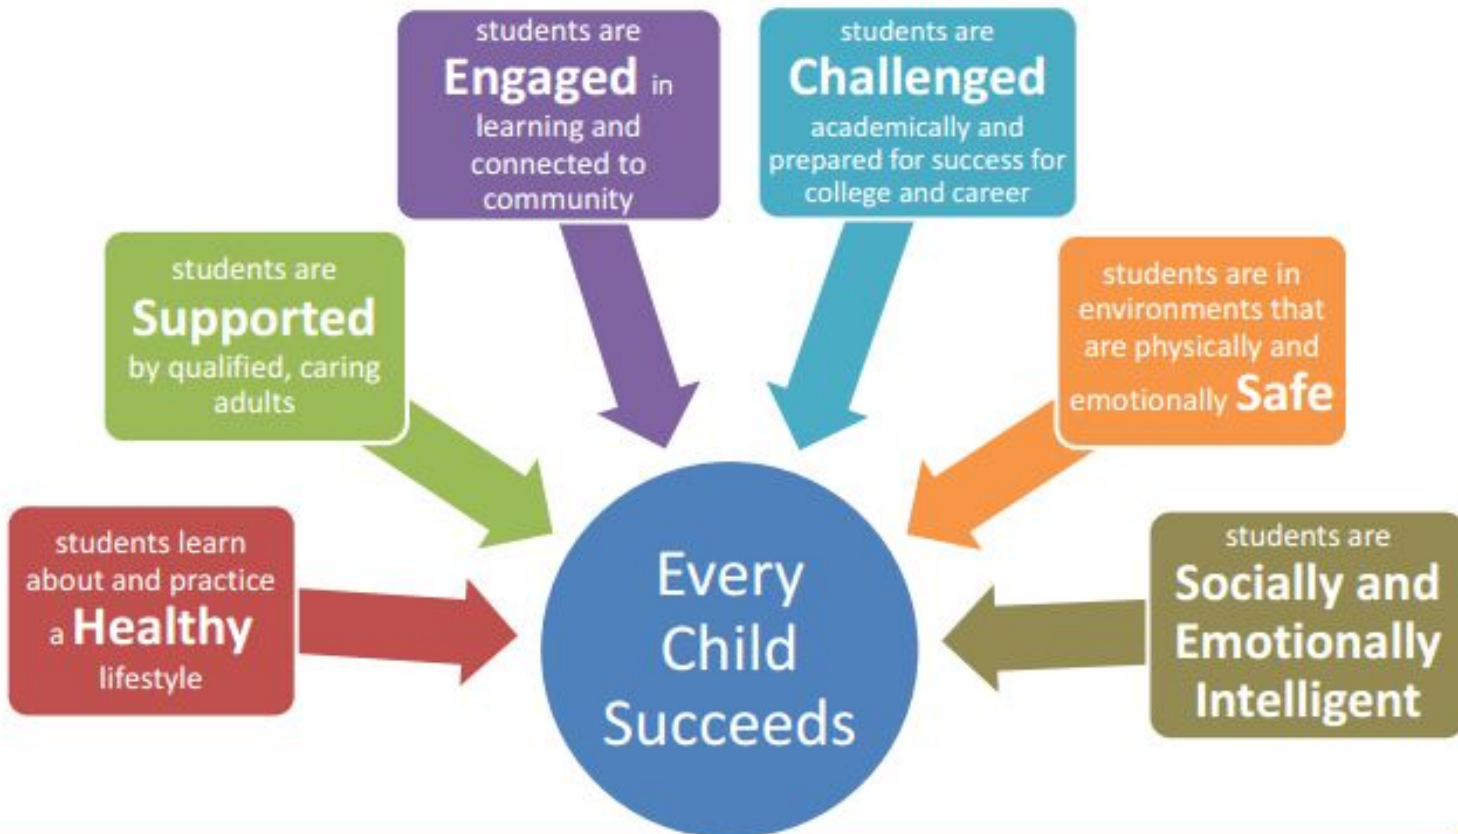 students are
Engaged in
learning and
connected to
community
students are
Challenged
academically and
prepared for success for
college and career
students are
Supported
by qualified, caring
adults
students are in
environments that
are physically and
emotionally Safe
students learn
about and practice
a Healthy
lifestyle
students are
Socially and
Emotionally
Intelligent
Every
Child
Succeeds